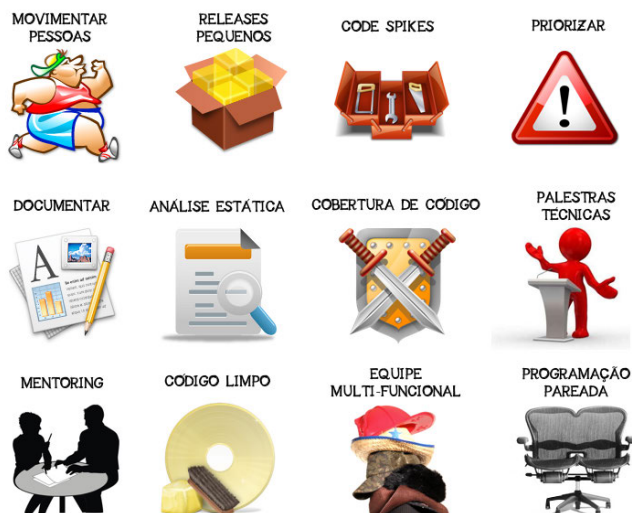 MOVIMENTAR
PESSOAS
RELEASES
PEQUENOS
CODE SPIKES
PRIORIZAR
DOCUMENTAR
ANÁLISE ESTÁTICA
COBERTURA DE CÓDIGO
PALESTRAS
TÉCNICAS
A
MENTORING
CÓDIGO LIMPO
EQUIPE
MULTI-FUNCIONAL
PROGRAMAÇÃO
PAREADA